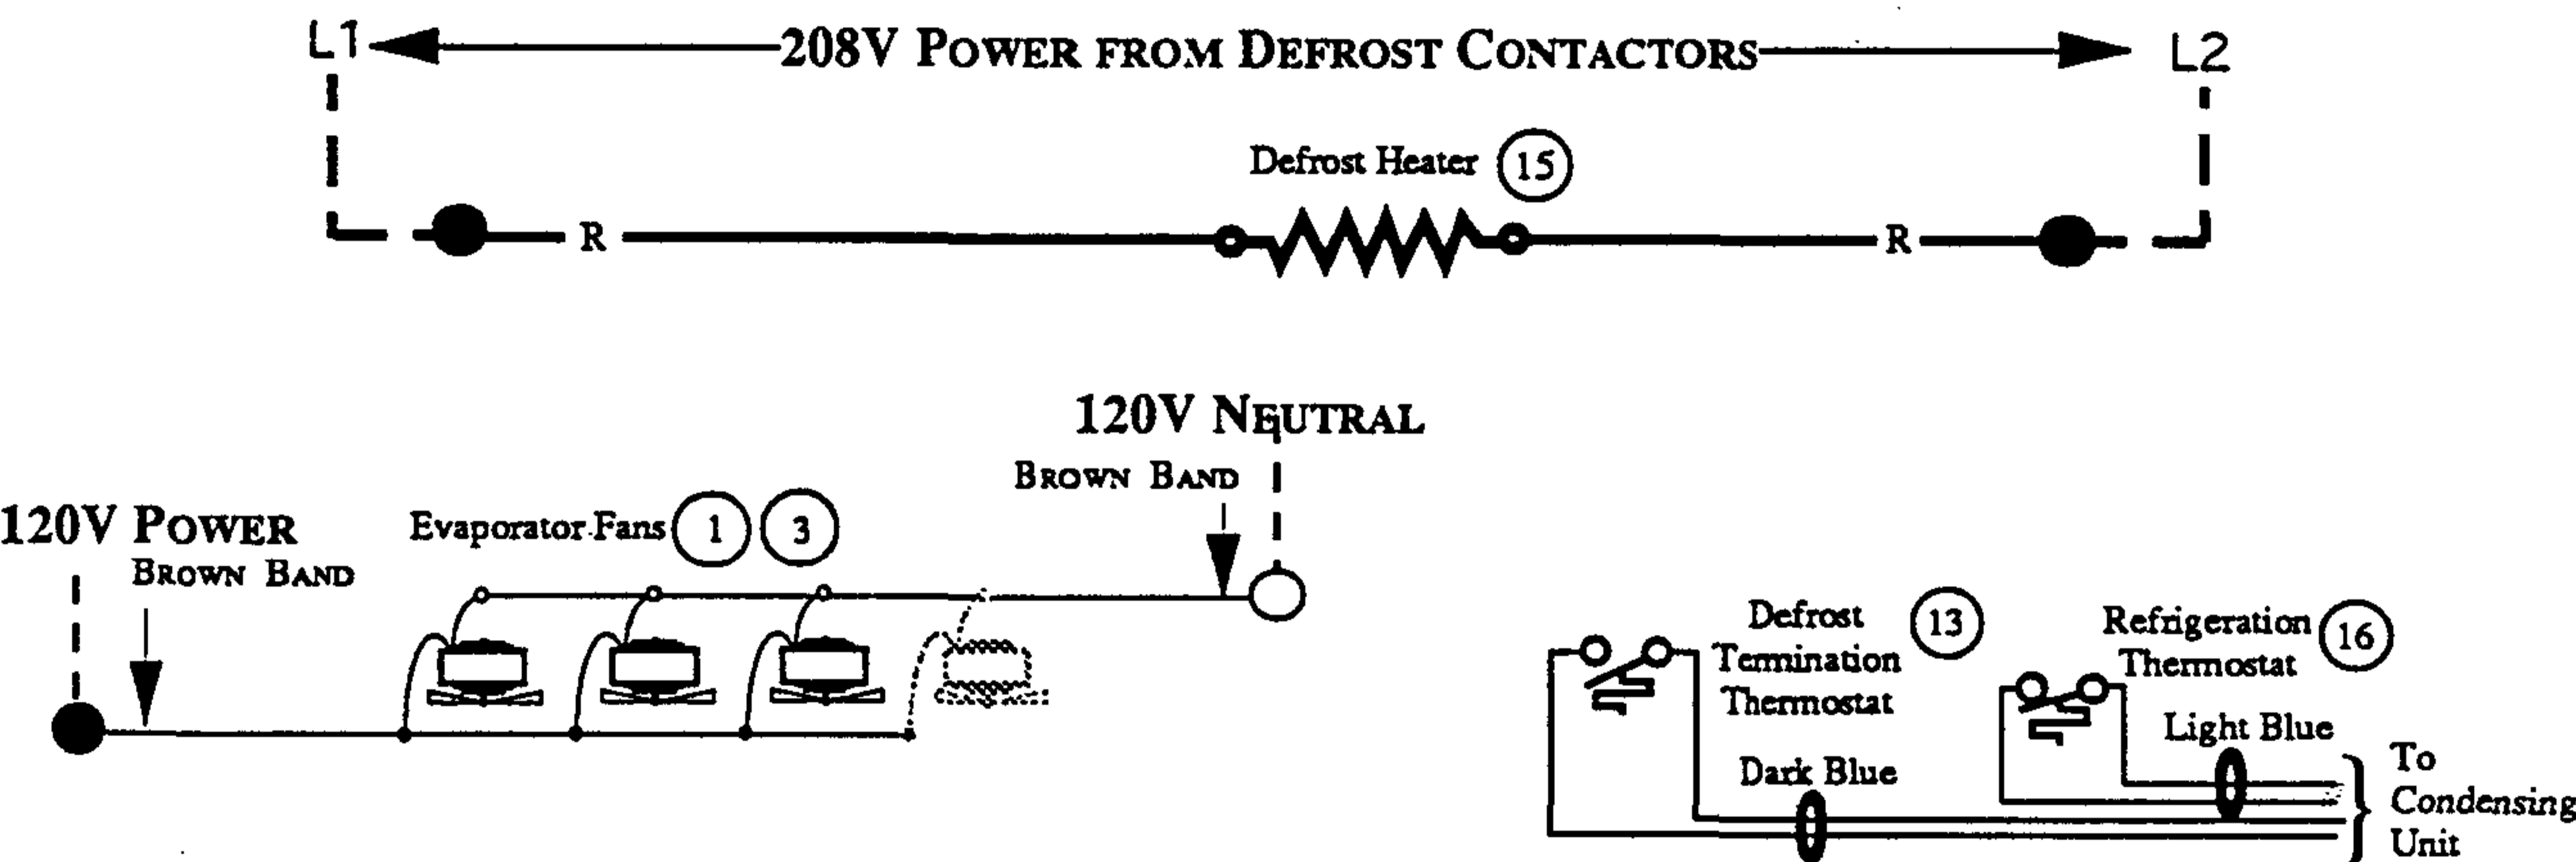 L1 208V POWER FROM DEFROST CONTACTORS L2
Defrost Heater 15
R R
120V NEUTRAL
BROWN BAND
120V POWER
BROWN BAND
Evaporator Fans 1 3
Defrost
Termination
Thermostat
13
Refrigeration
Thermostat
16
Light Blue
Dark Blue
To
Condensing
Unit